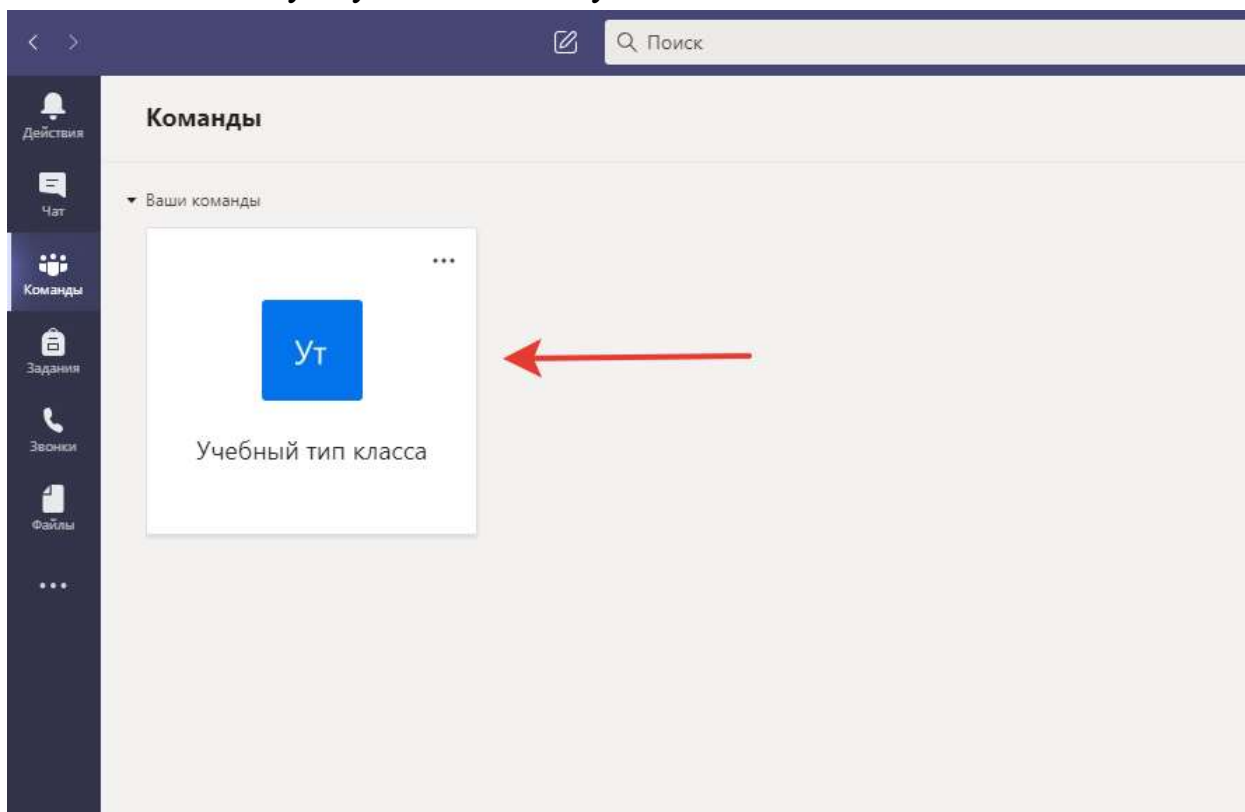 Поиск
Действия
Чат
Команды
Задания
Звонки
Файлы
Команды
Ваши команды
Ут
Учебный тип класса